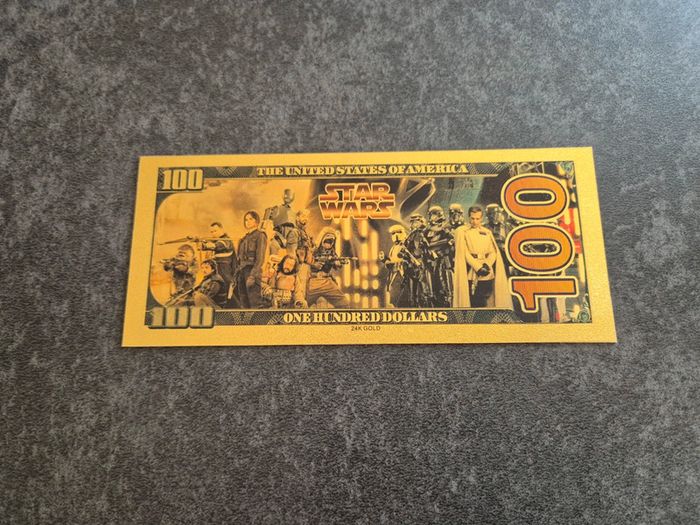 100
THE UNITED STATES OF AMERICA
STAR
WARS
100
100
ONE HUNDRED DOLLARS
24K GOLD